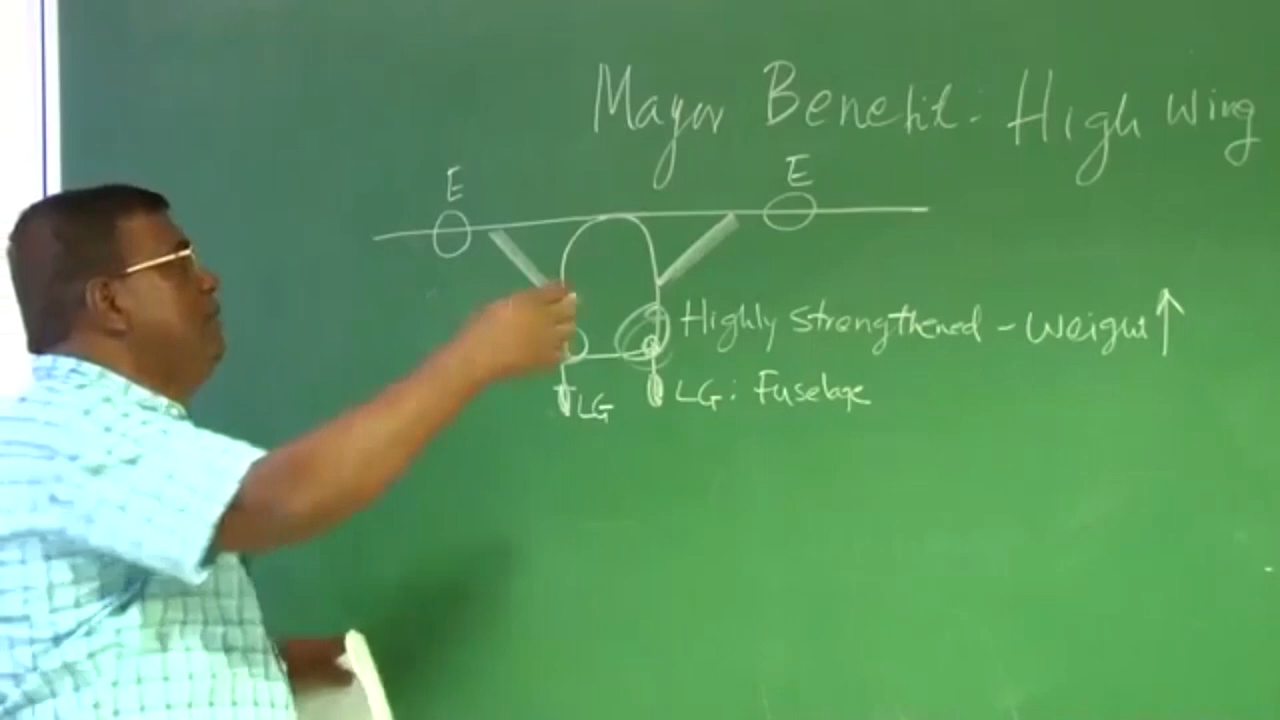 Major Benefit: High wing
E
E
Highly strengthened - Weight ↑
LG
LG: Fuselage